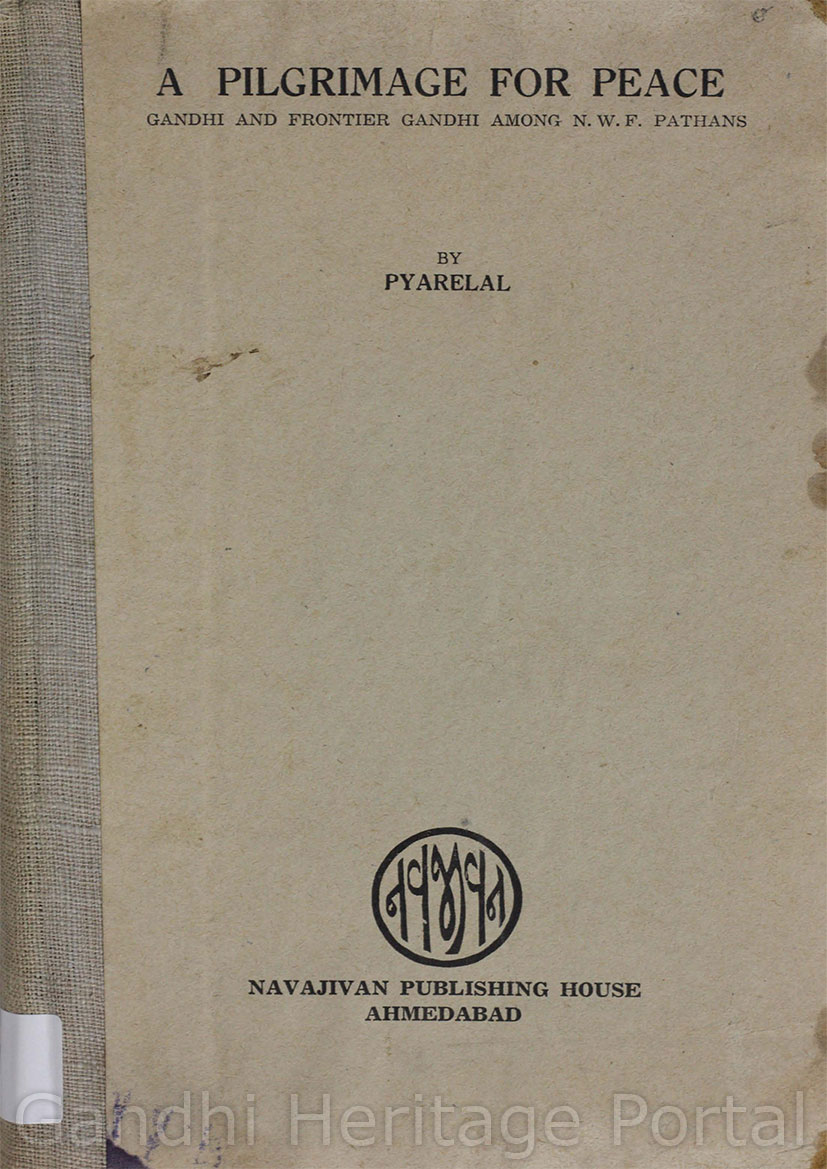 A PILGRIMAGE FOR PEACE
GANDHI AND FRONTIER GANDHI AMONG N. W. F. PATHANS
BY
PYARELAL
નવજીવન
NAVAJIVAN PUBLISHING HOUSE
AHMEDABAD
Gandhi Heritage Portal